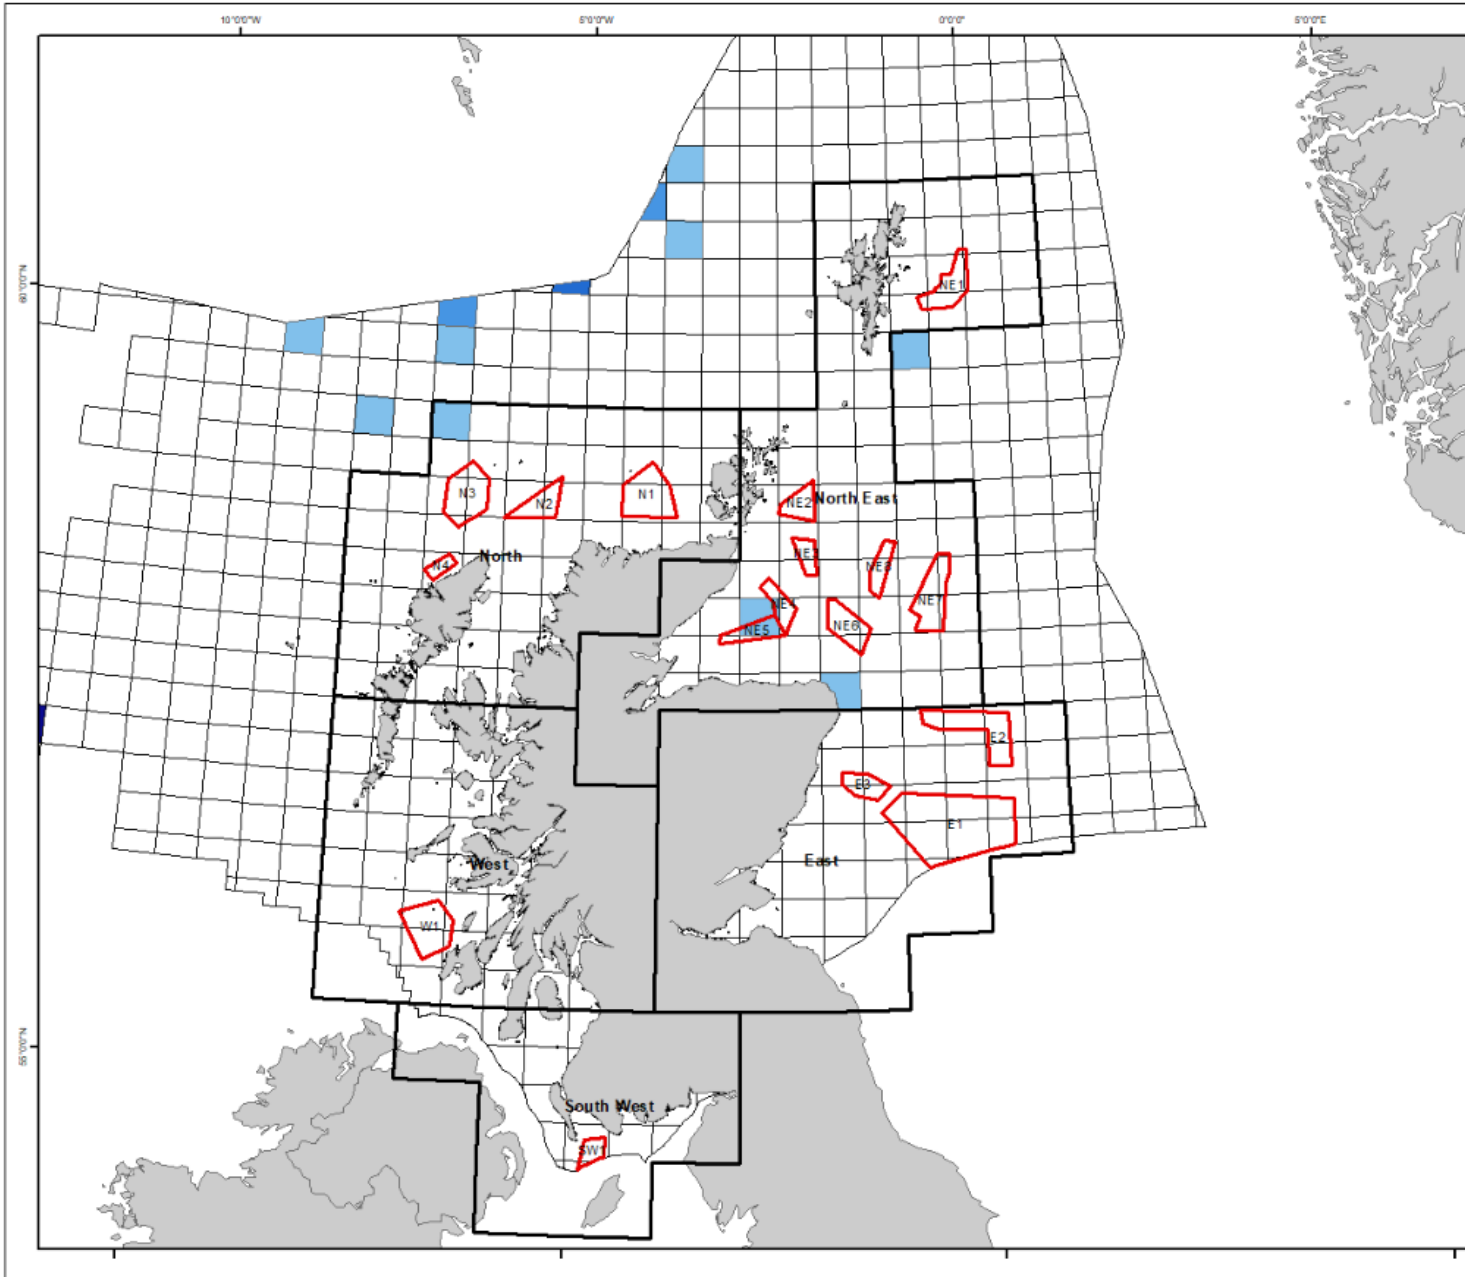 10°0'0"W 5°0'0"W 0°0'0" 5°0'0"E
60°0'0"N
NE1
N3
N2
N1
NE2
North East
North
N4
NE3
NE8
NE4
NE7
NE5
NE6
E2
E3
E1
West
East
W1
55°0'0"N
South West
SW1